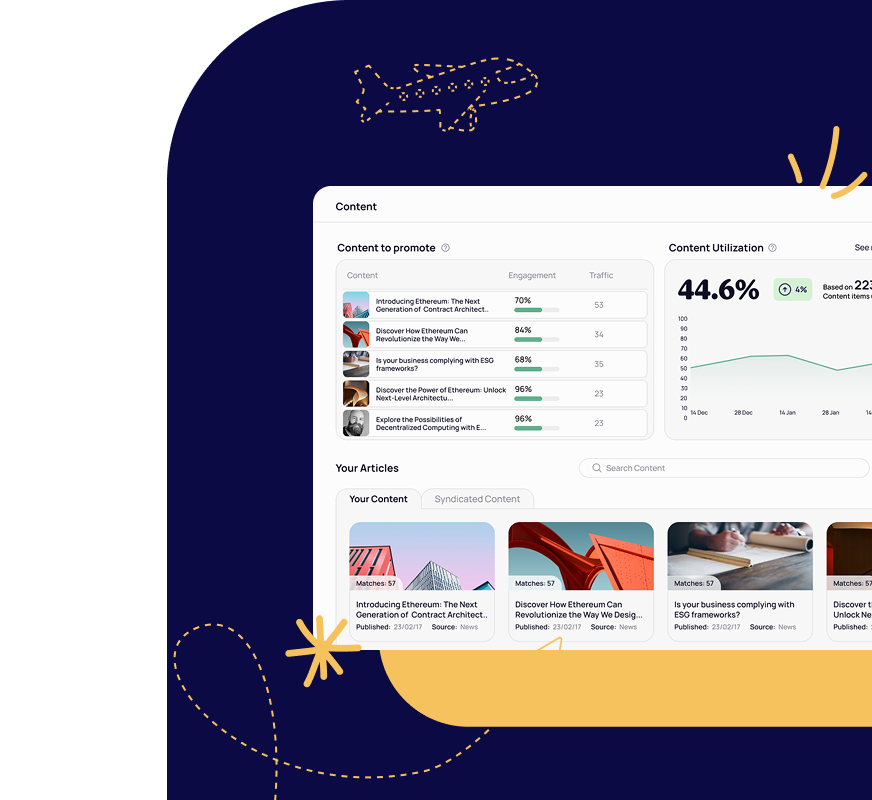 Content
Content to promote
Content Utilization
See
Content Engagement Traffic
44.6%
4%
Based on 223
Content items
Introducing Ethereum: The Next
Generation of Contract Architect..
70%
53
Discover How Ethereum Can
Revolutionize the Way We...
84%
34
Is your business complying with ESG
frameworks?
68%
35
Discover the Power of Ethereum: Unlock
Next-Level Architectu...
96%
23
Explore the Possibilities of
Decentralized Computing with E...
96%
23
100
90
80
70
60
50
40
30
20
10
0
14 Dec 28 Dec 14 Jan 28 Jan 14
Your Articles
Search Content
Your Content Syndicated Content
Matches: 57
Introducing Ethereum: The Next
Generation of Contract Architect..
Published: 23/02/17 Source: News
Matches: 57
Discover How Ethereum Can
Revolutionize the Way We Desig...
Published: 23/02/17 Source: News
Matches: 57
Is your business complying with
ESG frameworks?
Published: 23/02/17 Source: News
Matches: 57
Discover t
Unlock Ne
Published: